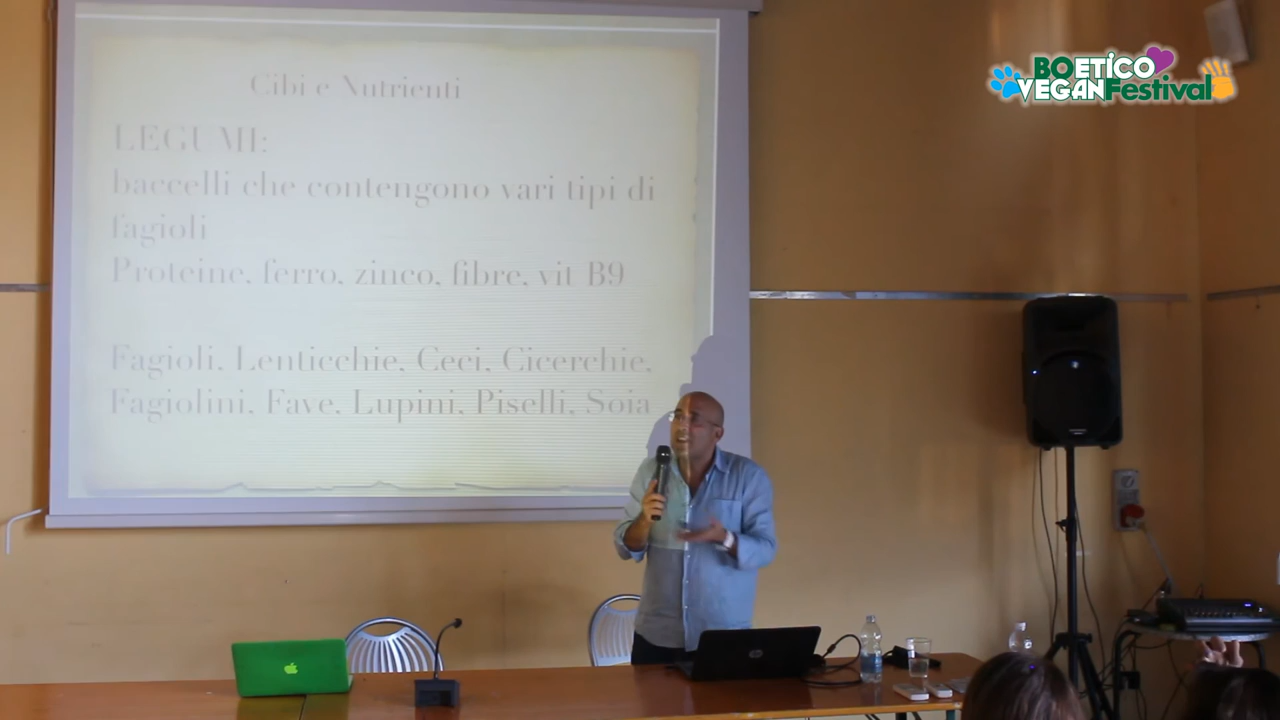 Cibi e Nutrienti
LEGUMI:
baccelli che contengono vari tipi di
fagioli
Proteine, ferro, zinco, fibre, vit B9
Fagioli, Lenticchie, Ceci, Cicerchie,
Fagiolini, Fave, Lupini, Piselli, Soia
BOETICO
VEGANFestival